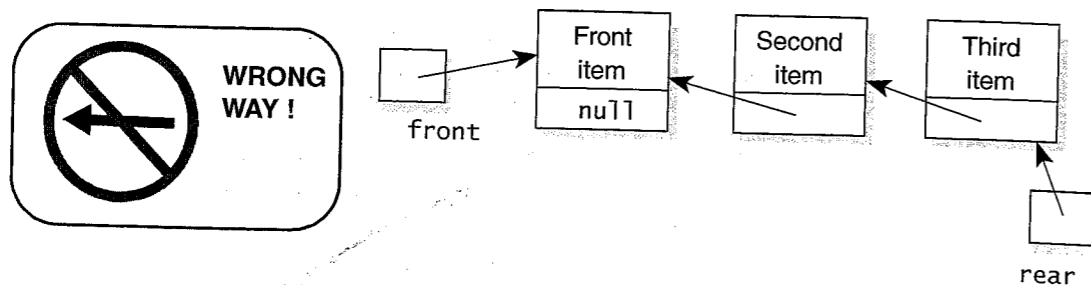 WRONG
WAY !
front
Front
item
null
Second
item
Third
item
rear